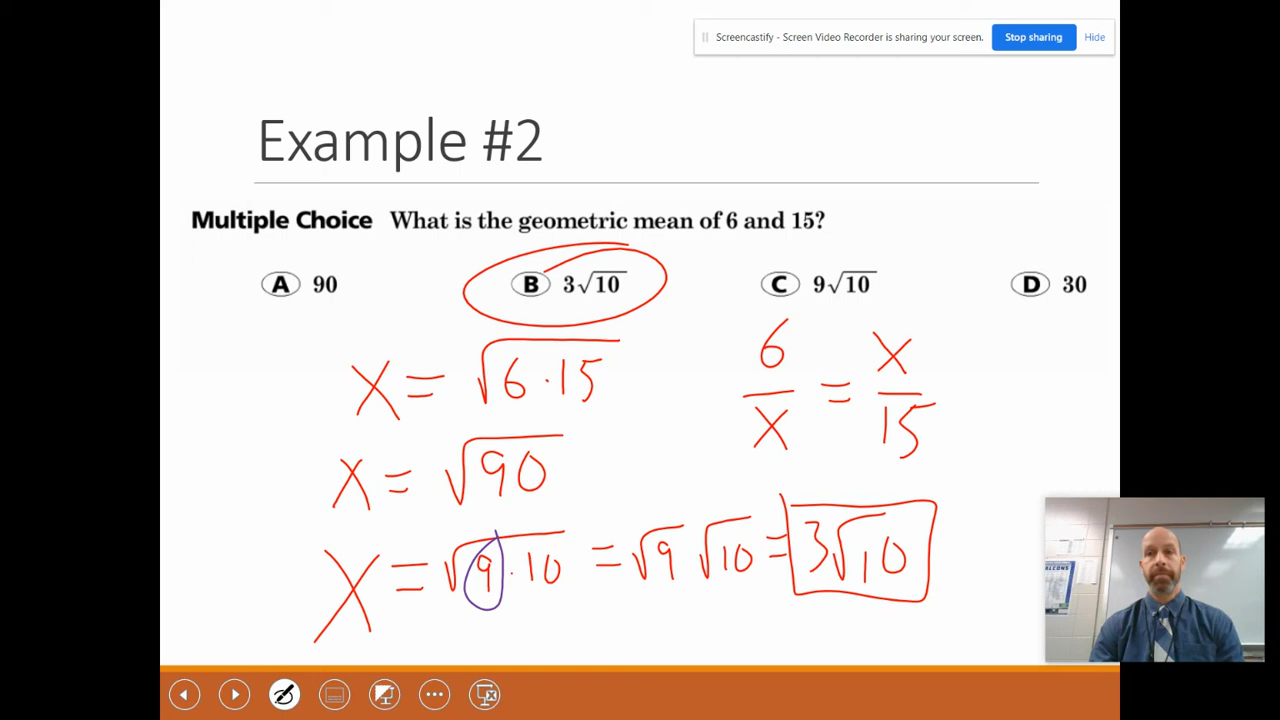 Screencastify - Screen Video Recorder is sharing your screen. Stop sharing Hide
Example #2
Multiple Choice What is the geometric mean of 6 and 15?
A 90 B 3√10 C 9√10 D 30
x = √6·15
6/x = x/15
x = √90
x = √9·10 = √9 √10 = 3√10